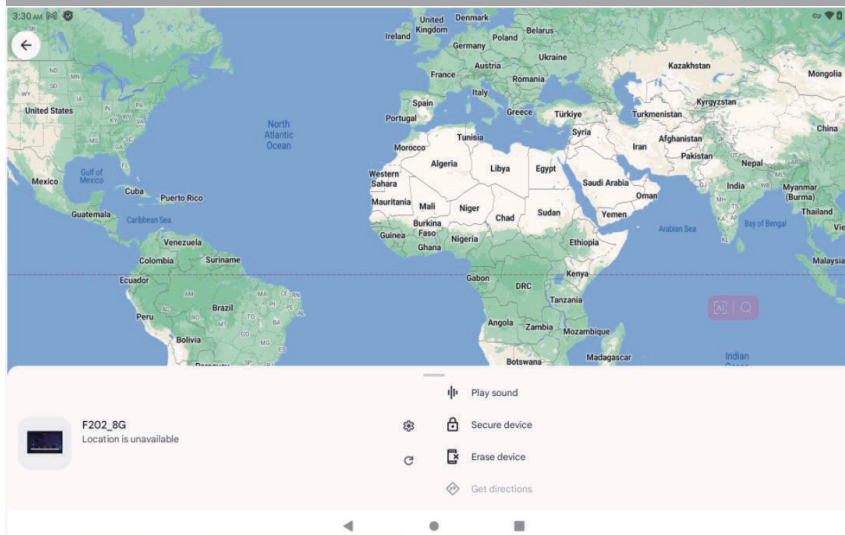 3:30 AM
United Kingdom
Denmark
Belarus
Ireland
Poland
Germany
Ukraine
Kazakhstan
Mongolia
Austria
France
Romania
Italy
Kyrgyzstan
United States
Spain
Greece
Türkiye
Turkmenistan
Portugal
China
North
Atlantic
Ocean
Tunisia
Syria
Afghanistan
Iran
Morocco
Pakistan
Algeria
Libya
Egypt
Nepal
Gulf of
Mexico
Western
Sahara
Mexico
Saudi Arabia
India
Myanmar
(Burma)
Cuba
Puerto Rico
Oman
Mauritania
Mali
Niger
Chad
Sudan
Yemen
Thailand
Guatemala
Caribbean Sea
Burkina
Faso
Arabian Sea
Bay of Bengal
Guinea
Ghana
Nigeria
Ethiopia
Venezuela
Colombia
Suriname
Malaysia
Ecuador
Gabon
Kenya
DRC
Brazil
Tanzania
Peru
Angola
Zambia
Mozambique
Bolivia
Botswana
Madagascar
Indian
Play sound
F202_8G
Location is unavailable
Secure device
Erase device
Get directions